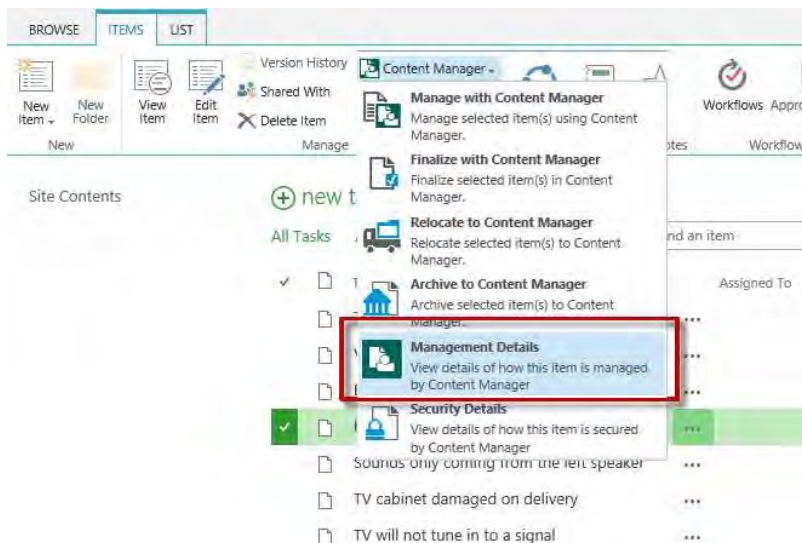 BROWSE ITEMS LIST
Version History
Content Manager
Shared With
New Item
New Folder
View Item
Edit Item
Delete Item
Workflows
New
Manage
Workflow
Manage with Content Manager
Manage selected item(s) using Content
Manager.
Finalize with Content Manager
Finalize selected item(s) in Content
Manager.
Relocate to Content Manager
Relocate selected item(s) to Content
Manager.
Archive to Content Manager
Archive selected item(s) to Content
Manager.
Management Details
View details of how this item is managed
by Content Manager
Security Details
View details of how this item is secured
by Content Manager
Site Contents
new t
All Tasks
nd an item
Assigned To
Sounds only coming from the left speaker
TV cabinet damaged on delivery
TV will not tune in to a signal